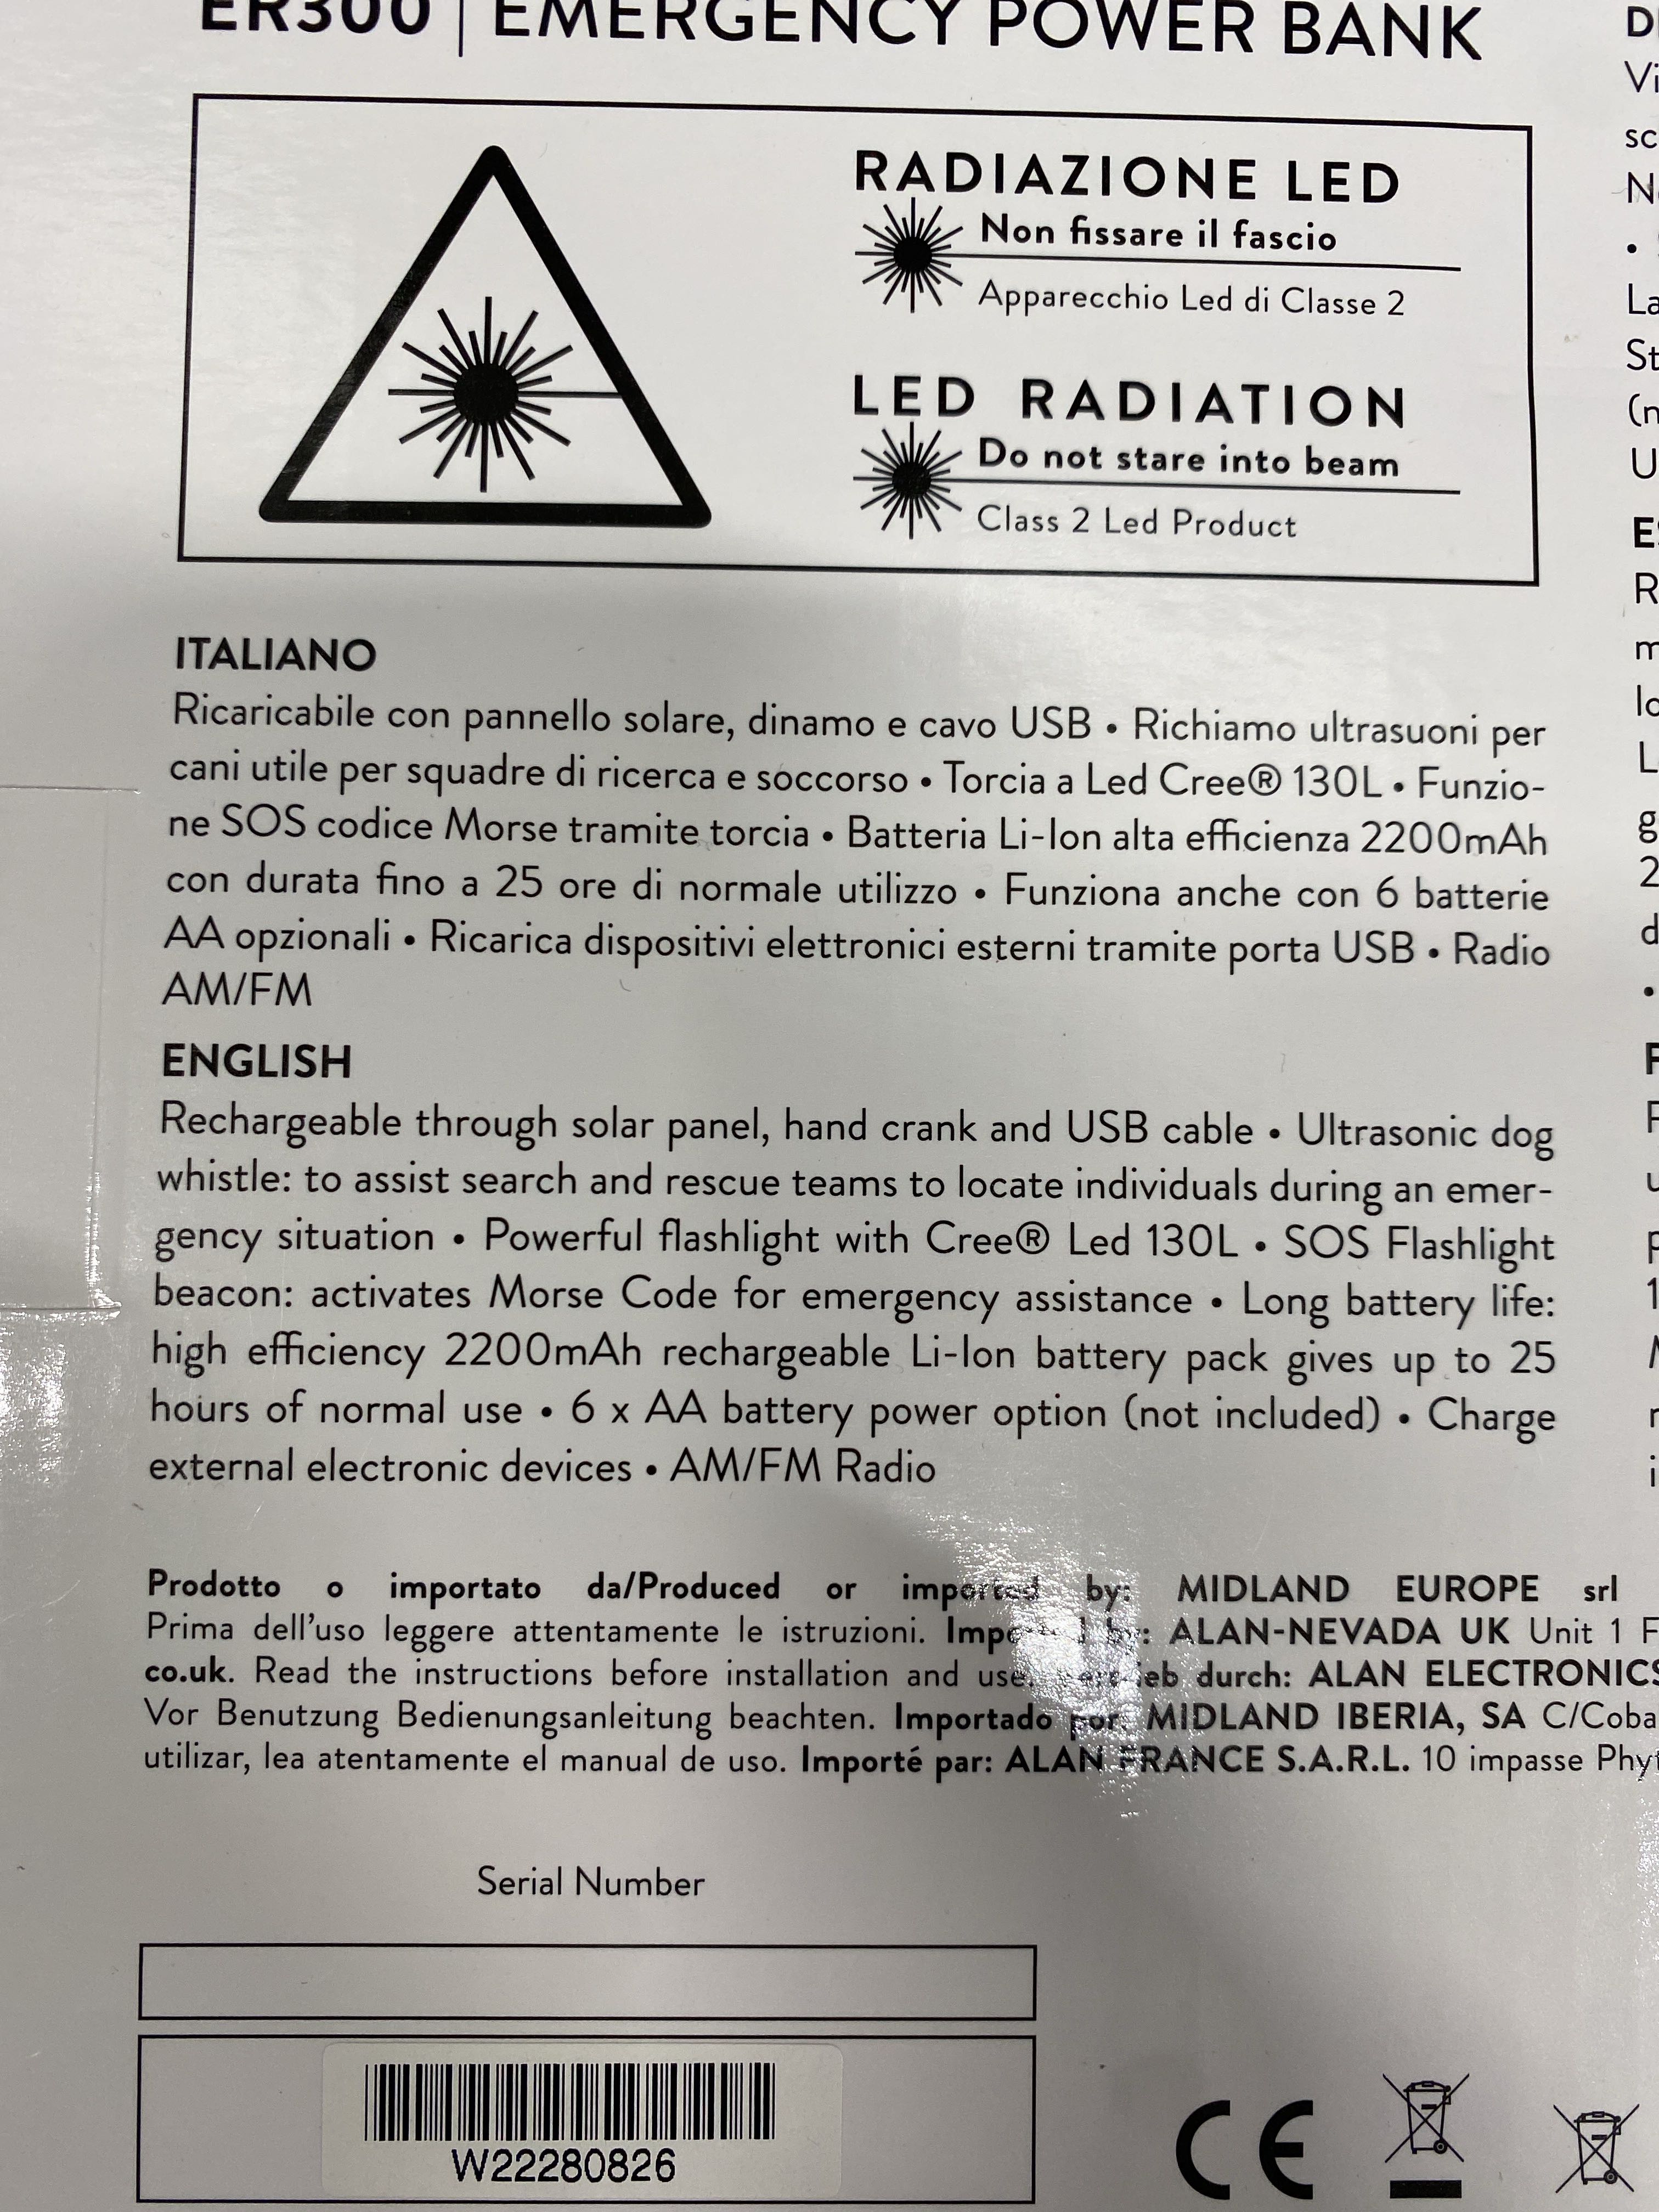 ER300 | EMERGENCY POWER BANK
RADIAZIONE LED
Non fissare il fascio
Apparecchio Led di Classe 2
LED RADIATION
Do not stare into beam
Class 2 Led Product
ITALIANO
Ricaricabile con pannello solare, dinamo e cavo USB • Richiamo ultrasuoni per
cani utile per squadre di ricerca e soccorso • Torcia a Led Cree® 130L • Funzio-
ne SOS codice Morse tramite torcia • Batteria Li-Ion alta efficienza 2200mAh
con durata fino a 25 ore di normale utilizzo • Funziona anche con 6 batterie
AA opzionali • Ricarica dispositivi elettronici esterni tramite porta USB • Radio
AM/FM
ENGLISH
Rechargeable through solar panel, hand crank and USB cable • Ultrasonic dog
whistle: to assist search and rescue teams to locate individuals during an emer-
gency situation • Powerful flashlight with Cree® Led 130L • SOS Flashlight
beacon: activates Morse Code for emergency assistance • Long battery life:
high efficiency 2200mAh rechargeable Li-Ion battery pack gives up to 25
hours of normal use • 6 x AA battery power option (not included) • Charge
external electronic devices • AM/FM Radio
Prodotto o importato da/Produced or imported by: MIDLAND EUROPE srl
Prima dell'uso leggere attentamente le istruzioni. Imported by: ALAN-NEVADA UK Unit 1 F
co.uk. Read the instructions before installation and use. durch: ALAN ELECTRONICS
Vor Benutzung Bedienungsanleitung beachten. Importado por: MIDLAND IBERIA, SA C/Coba
utilizar, lea atentamente el manual de uso. Importé par: ALAN FRANCE S.A.R.L. 10 impasse Phyt
Serial Number
W22280826
CE